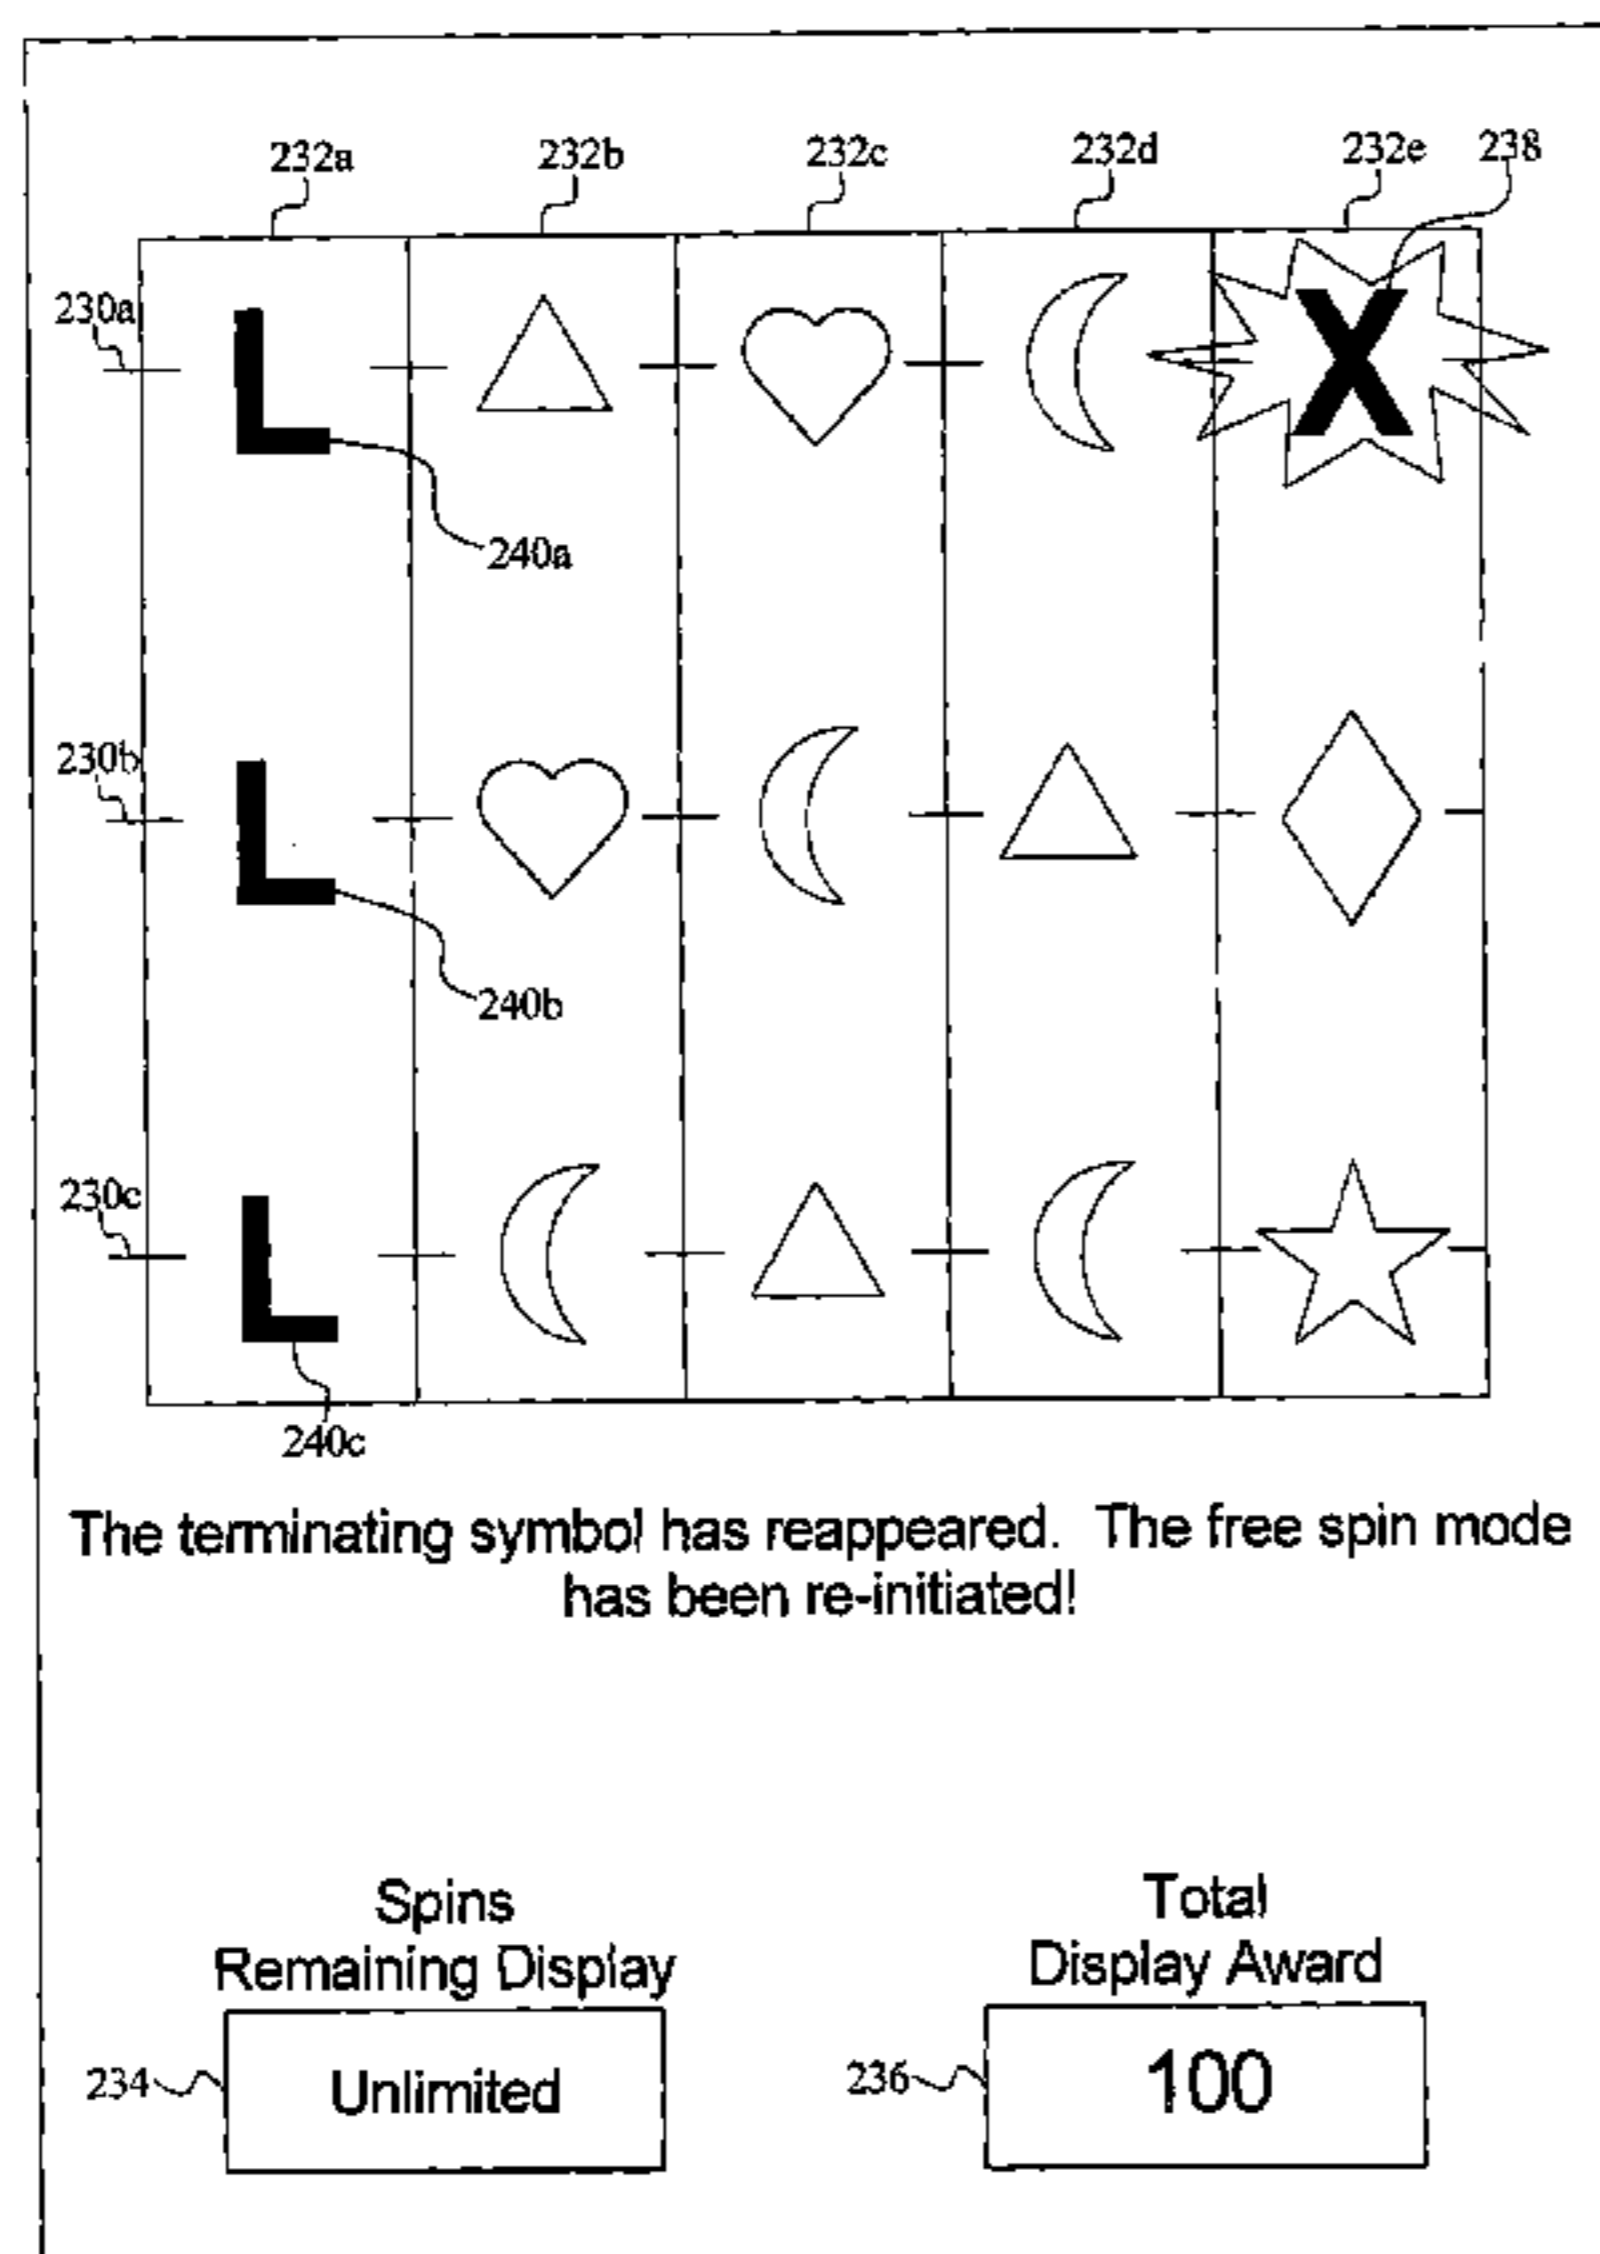 232a 232b 232c 232d 232e 238
230a
L X
240a
230b
L
240b
230c
L
240c
The terminating symbol has reappeared. The free spin mode
has been re-initiated!
Spins
Remaining Display
Total
Display Award
234 Unlimited
236 100